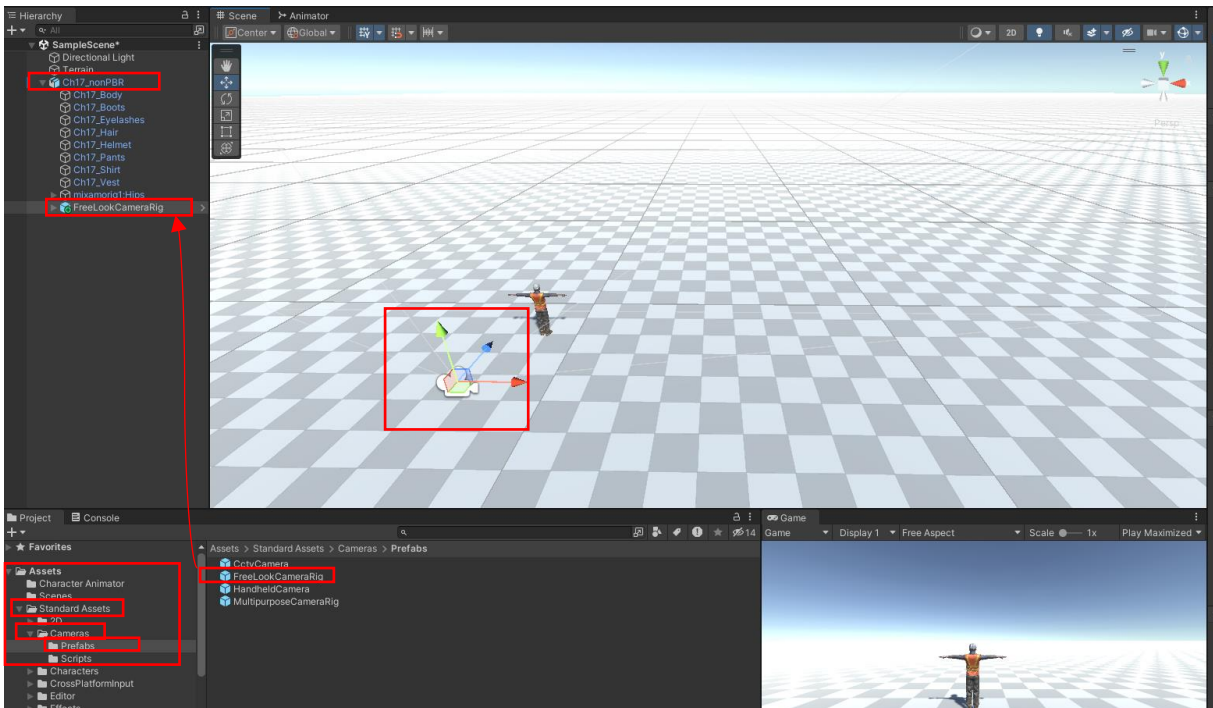 Hierarchy
All
SampleScene*
Directional Light
Terrain
Ch17_nonPBR
Ch17_Body
Ch17_Boots
Ch17_Eyelashes
Ch17_Hair
Ch17_Helmet
Ch17_Pants
Ch17_Shirt
Ch17_Vest
mixamorig1:Hips
FreeLookCameraRig
Scene Animator
Center Global 2D
y
Persp
Project Console
Favorites
Assets
Character Animator
Scenes
Standard Assets
2D
Cameras
Prefabs
Scripts
Characters
CrossPlatformInput
Editor
Effects
14
Assets > Standard Assets > Cameras > Prefabs
CctvCamera
FreeLookCameraRig
HandheldCamera
MultipurposeCameraRig
Game
Game Display 1 Free Aspect Scale 1x Play Maximized